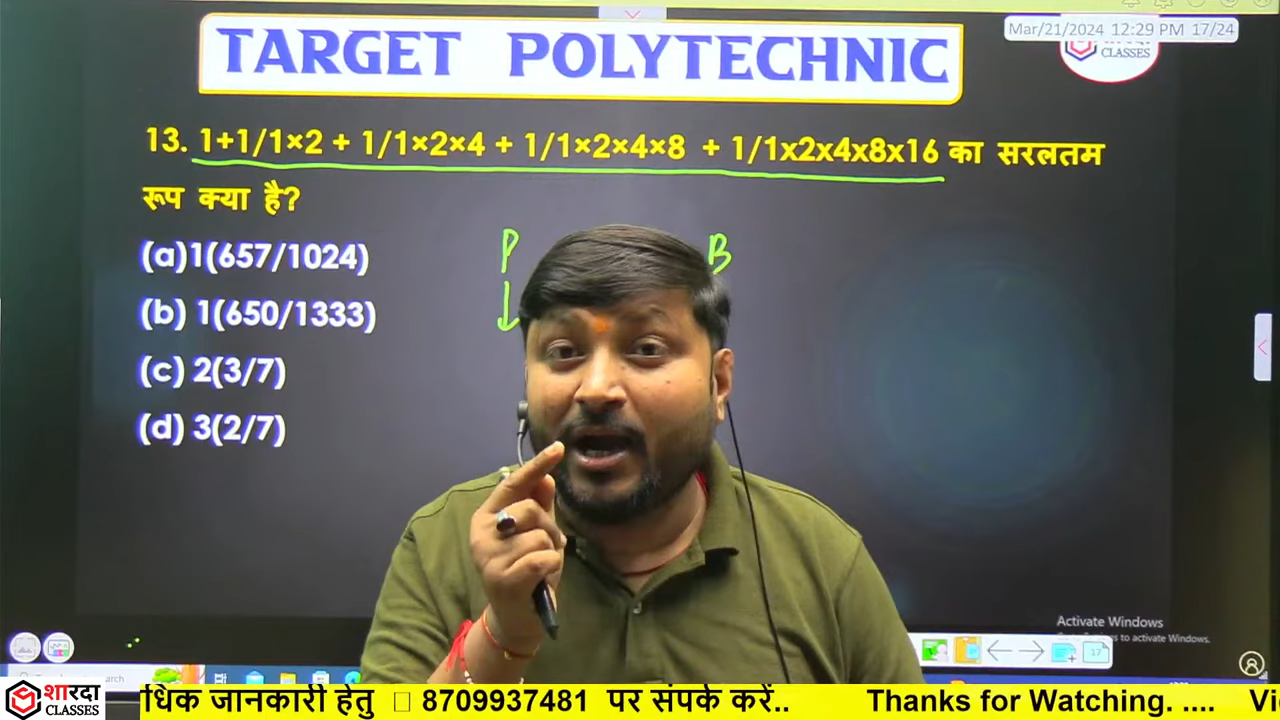 TARGET POLYTECHNIC
Mar/21/2024 12:29 PM 17/24
CLASSES
13. 1+1/1×2 + 1/1×2×4 + 1/1×2×4×8 + 1/1x2x4x8x16 का सरलतम
रूप क्या है?
(a)1(657/1024)
(b) 1(650/1333)
(c) 2(3/7)
(d) 3(2/7)
P
B
Activate Windows
to activate Windows.
17
शारदा
CLASSES
धिक जानकारी हेतु 8709937481 पर संपर्क करें.. Thanks for Watching. .... Vi